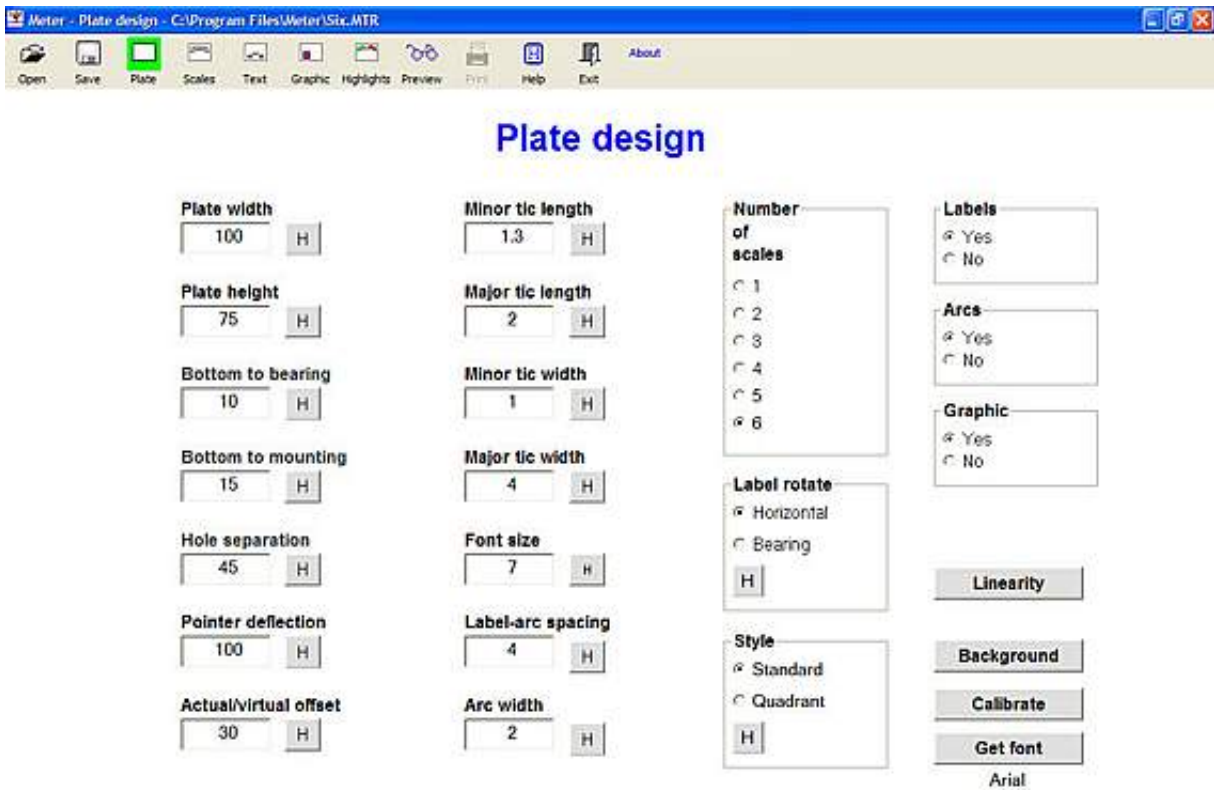 Meter - Plate design - C:\Program Files\Meter\Six.MTR
Open Save Plate Scales Text Graphic Highlights Preview Print Help Exit About
Plate design
Plate width
100 H
Plate height
75 H
Bottom to bearing
10 H
Bottom to mounting
15 H
Hole separation
45 H
Pointer deflection
100 H
Actual/virtual offset
30 H
Minor tic length
1.3 H
Major tic length
2 H
Minor tic width
1 H
Major tic width
4 H
Font size
7 H
Label-arc spacing
4 H
Arc width
2 H
Number
of
scales
1
2
3
4
5
6
Label rotate
Horizontal
Bearing
H
Style
Standard
Quadrant
H
Labels
Yes
No
Arcs
Yes
No
Graphic
Yes
No
Linearity
Background
Calibrate
Get font
Arial